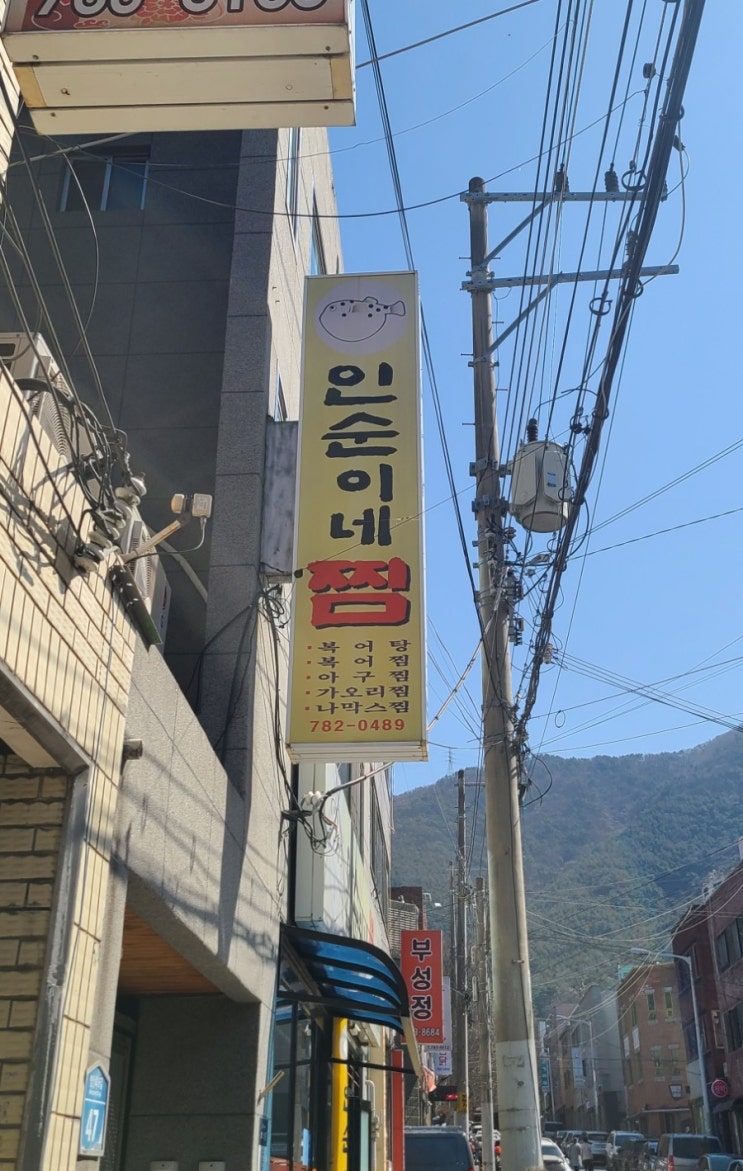 인순이네
찜
·복어탕
·복어찜
·아구찜
·가오리찜
·나막스찜
782-0489
부성정
8684
47